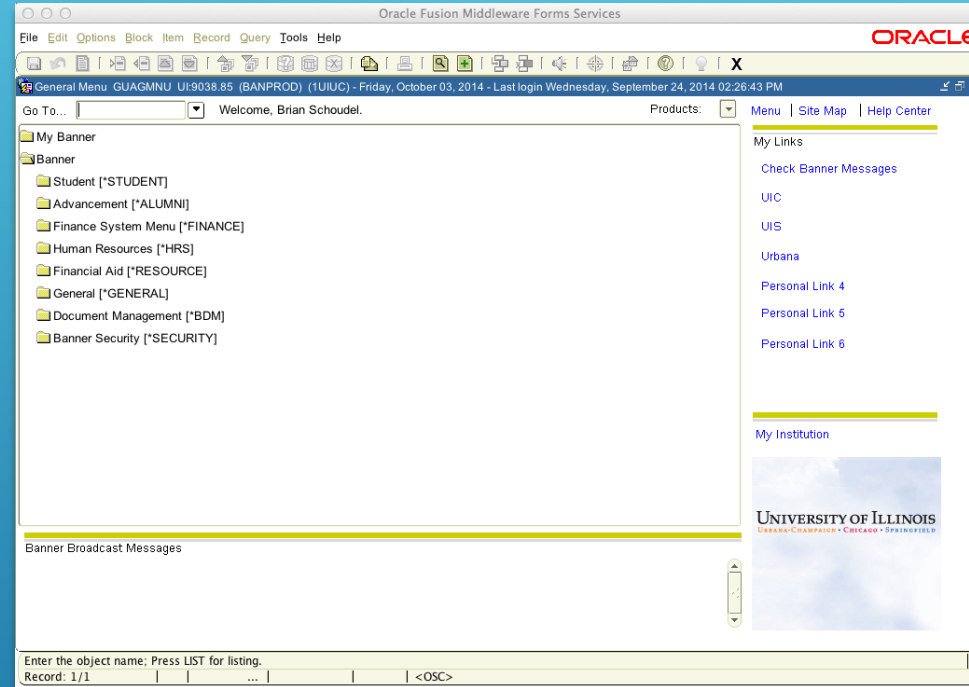 Oracle Fusion Middleware Forms Services
File Edit Options Block Item Record Query Tools Help
ORACLE
X
General Menu GUAGMNU UI:9038.85 (BANPROD) (1UIUC) - Friday, October 03, 2014 - Last login Wednesday, September 24, 2014 02:26:43 PM
Go To... Welcome, Brian Schoudel. Products: Menu | Site Map | Help Center
My Banner
Banner
Student [*STUDENT]
Advancement [*ALUMNI]
Finance System Menu [*FINANCE]
Human Resources [*HRS]
Financial Aid [*RESOURCE]
General [*GENERAL]
Document Management [*BDM]
Banner Security [*SECURITY]
My Links
Check Banner Messages
UIC
UIS
Urbana
Personal Link 4
Personal Link 5
Personal Link 6
My Institution
UNIVERSITY OF ILLINOIS
URBANA-CHAMPAIGN • CHICAGO • SPRINGFIELD
Banner Broadcast Messages
Enter the object name; Press LIST for listing.
Record: 1/1 | | ... | | | <OSC>